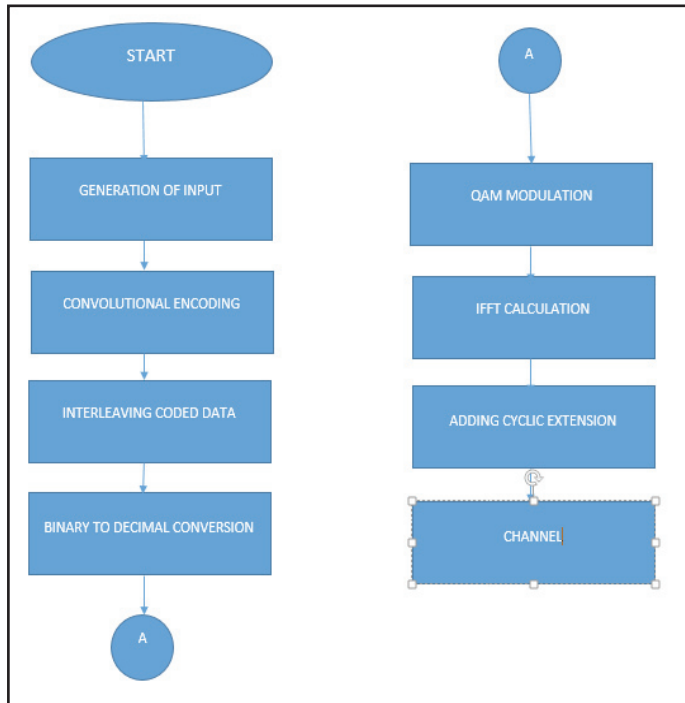 START
GENERATION OF INPUT
CONVOLUTIONAL ENCODING
INTERLEAVING CODED DATA
BINARY TO DECIMAL CONVERSION
A
A
QAM MODULATION
IFFT CALCULATION
ADDING CYCLIC EXTENSION
CHANNEL